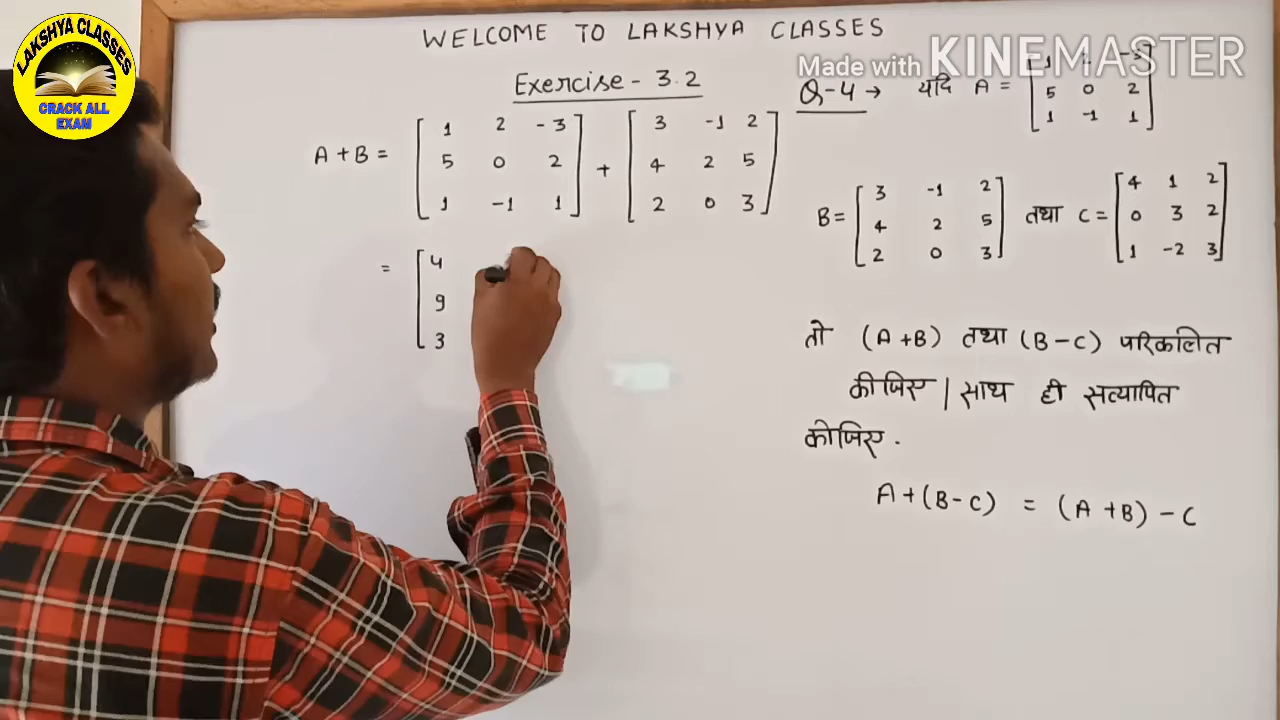 LAKSHYA CLASSES
CRACK ALL
EXAM
WELCOME TO LAKSHYA CLASSES
Made with KINEMASTER
Exercise - 3.2
A + B = [ 1 2 -3
5 0 2
1 -1 1 ] + [ 3 -1 2
4 2 5
2 0 3 ]
= [ 4
9
3
Q-4 → यदि A = [ 1 2 -3
5 0 2
1 -1 1 ]
B = [ 3 -1 2
4 2 5
2 0 3 ] तथा C = [ 4 1 2
0 3 2
1 -2 3 ]
तो (A+B) तथा (B-C) परिकलित
कीजिए | साथ ही सत्यापित
कीजिए.
A+(B-C) = (A+B)-C